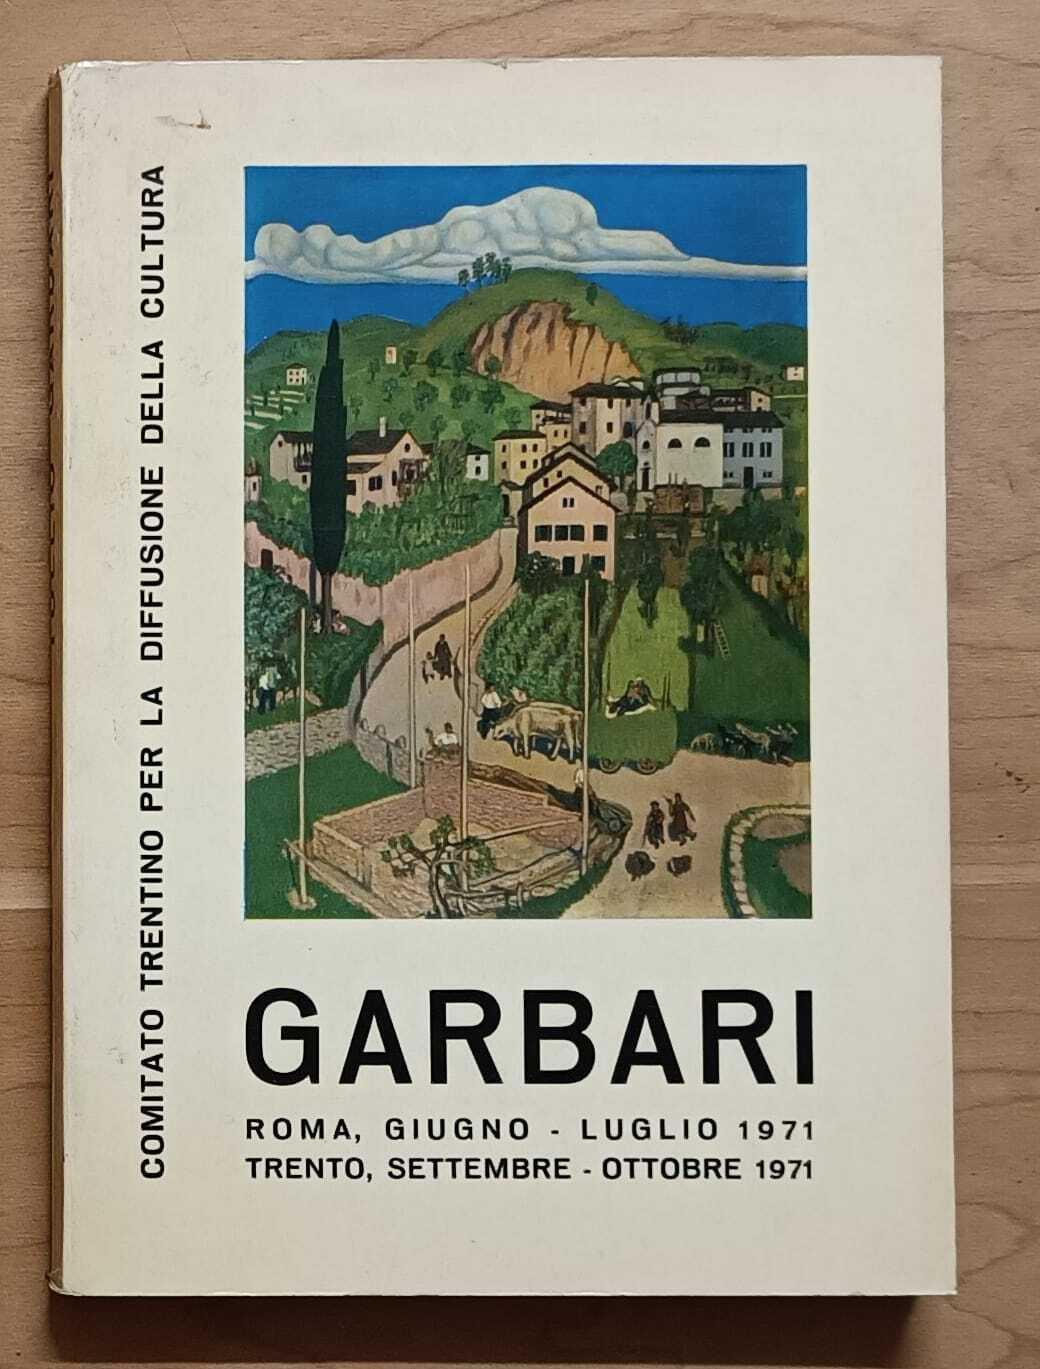 COMITATO TRENTINO PER LA DIFFUSIONE DELLA CULTURA
GARBARI
ROMA, GIUGNO - LUGLIO 1971
TRENTO, SETTEMBRE - OTTOBRE 1971